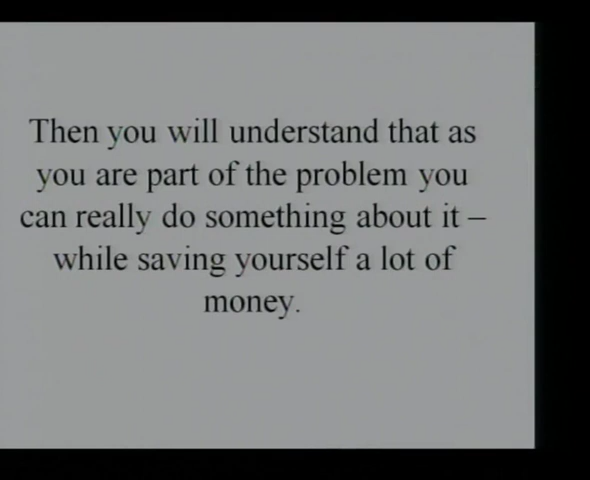 Then you will understand that as
you are part of the problem you
can really do something about it –
while saving yourself a lot of
money.